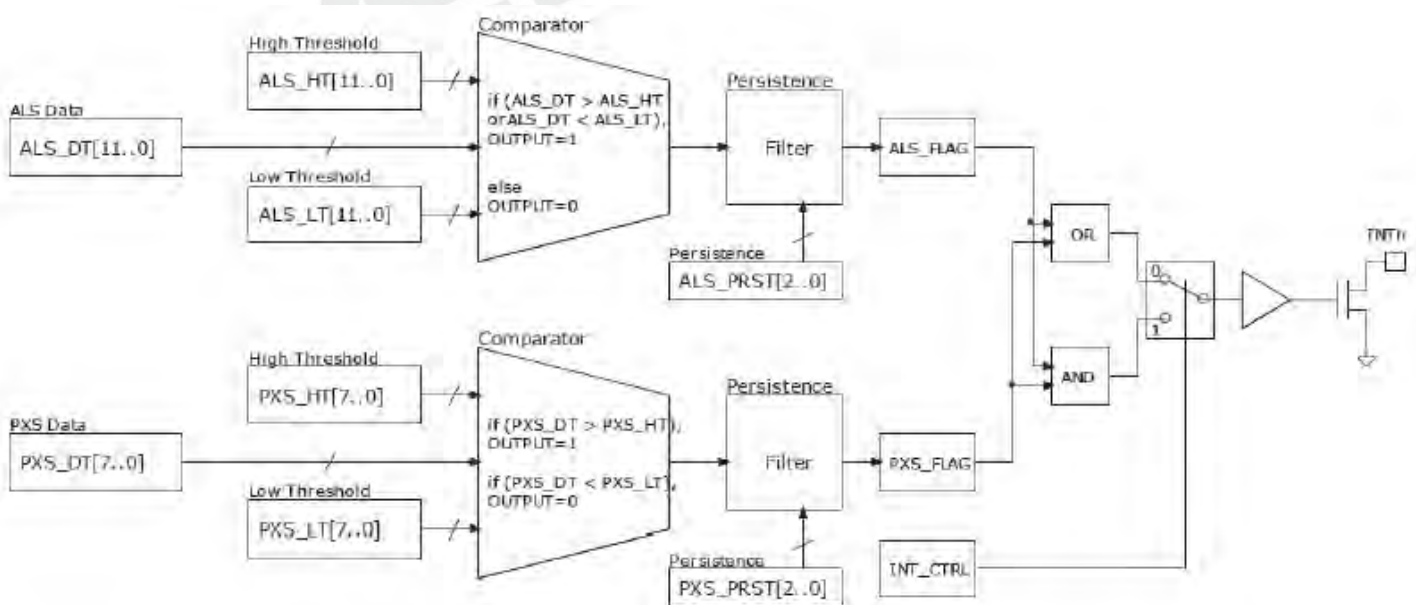 Comparator
High Threshold
ALS_HT[11..0]
ALS Data
ALS_DT[11..0]
Low Threshold
ALS_LT[11..0]
if (ALS_DT > ALS_HT
orALS_DT < ALS_LT),
OUTPUT=1
else
OUTPUT=0
Persistence
Filter
Persistence
ALS_PRST[2..0]
ALS_FLAG
OR
AND
0
1
INTn
Comparator
High Threshold
PXS_HT[7..0]
PXS Data
PXS_DT[7..0]
Low Threshold
PXS_LT[7..0]
if (PXS_DT > PXS_HT),
OUTPUT=1
if (PXS_DT < PXS_LT),
OUTPUT=0
Persistence
Filter
Persistence
PXS_PRST[2..0]
PXS_FLAG
INT_CTRL